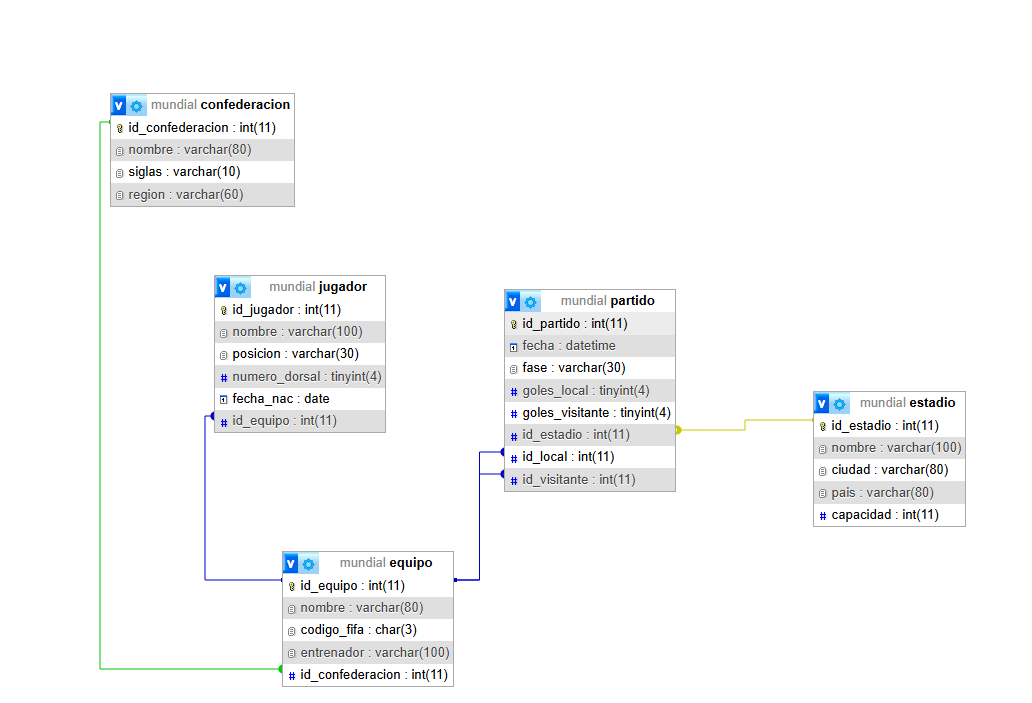 mundial confederacion
id_confederacion : int(11)
nombre : varchar(80)
siglas : varchar(10)
region : varchar(60)
mundial jugador
id_jugador : int(11)
nombre : varchar(100)
posicion : varchar(30)
numero_dorsal : tinyint(4)
fecha_nac : date
id_equipo : int(11)
mundial partido
id_partido : int(11)
fecha : datetime
fase : varchar(30)
goles_local : tinyint(4)
goles_visitante : tinyint(4)
id_estadio : int(11)
id_local : int(11)
id_visitante : int(11)
mundial estadio
id_estadio : int(11)
nombre : varchar(100)
ciudad : varchar(80)
pais : varchar(80)
capacidad : int(11)
mundial equipo
id_equipo : int(11)
nombre : varchar(80)
codigo_fifa : char(3)
entrenador : varchar(100)
id_confederacion : int(11)